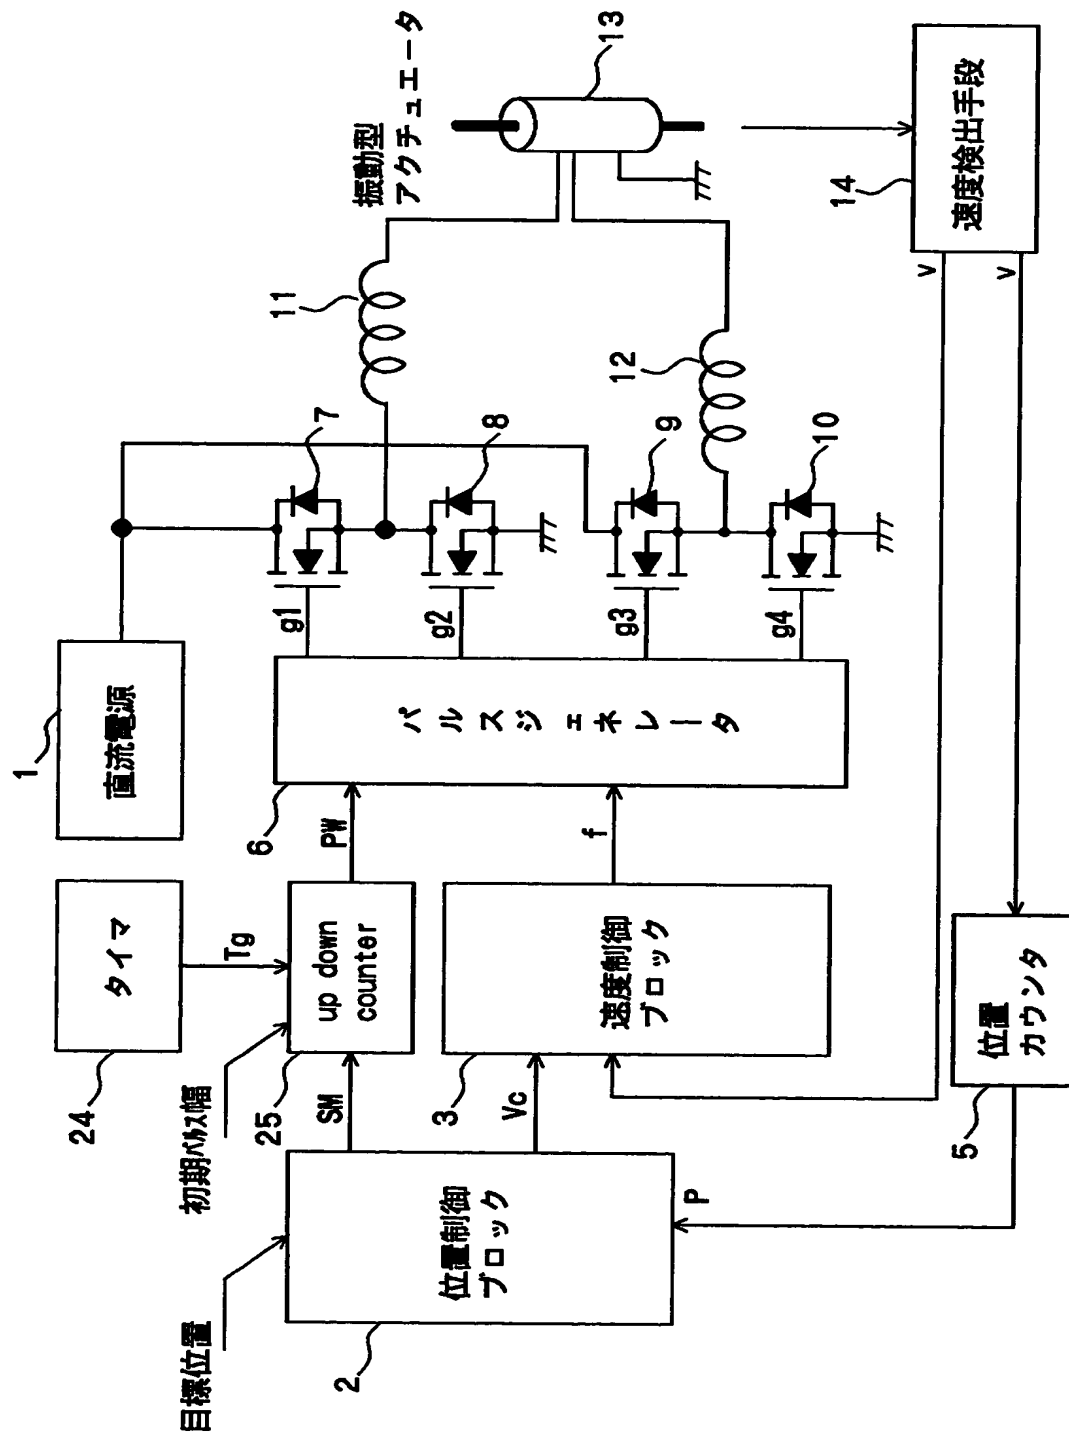 直流電源
1
タイマ
24
Tg
初期パルス幅
up down
counter
25
PW
SM
目標位置
位置制御
ブロック
2
Vc
速度制御
ブロック
3
f
P
位置
カウンタ
5
パルスジェネレータ
6
g1
g2
g3
g4
7
8
9
10
11
12
振動型
アクチュエータ
13
速度検出手段
14
v
v